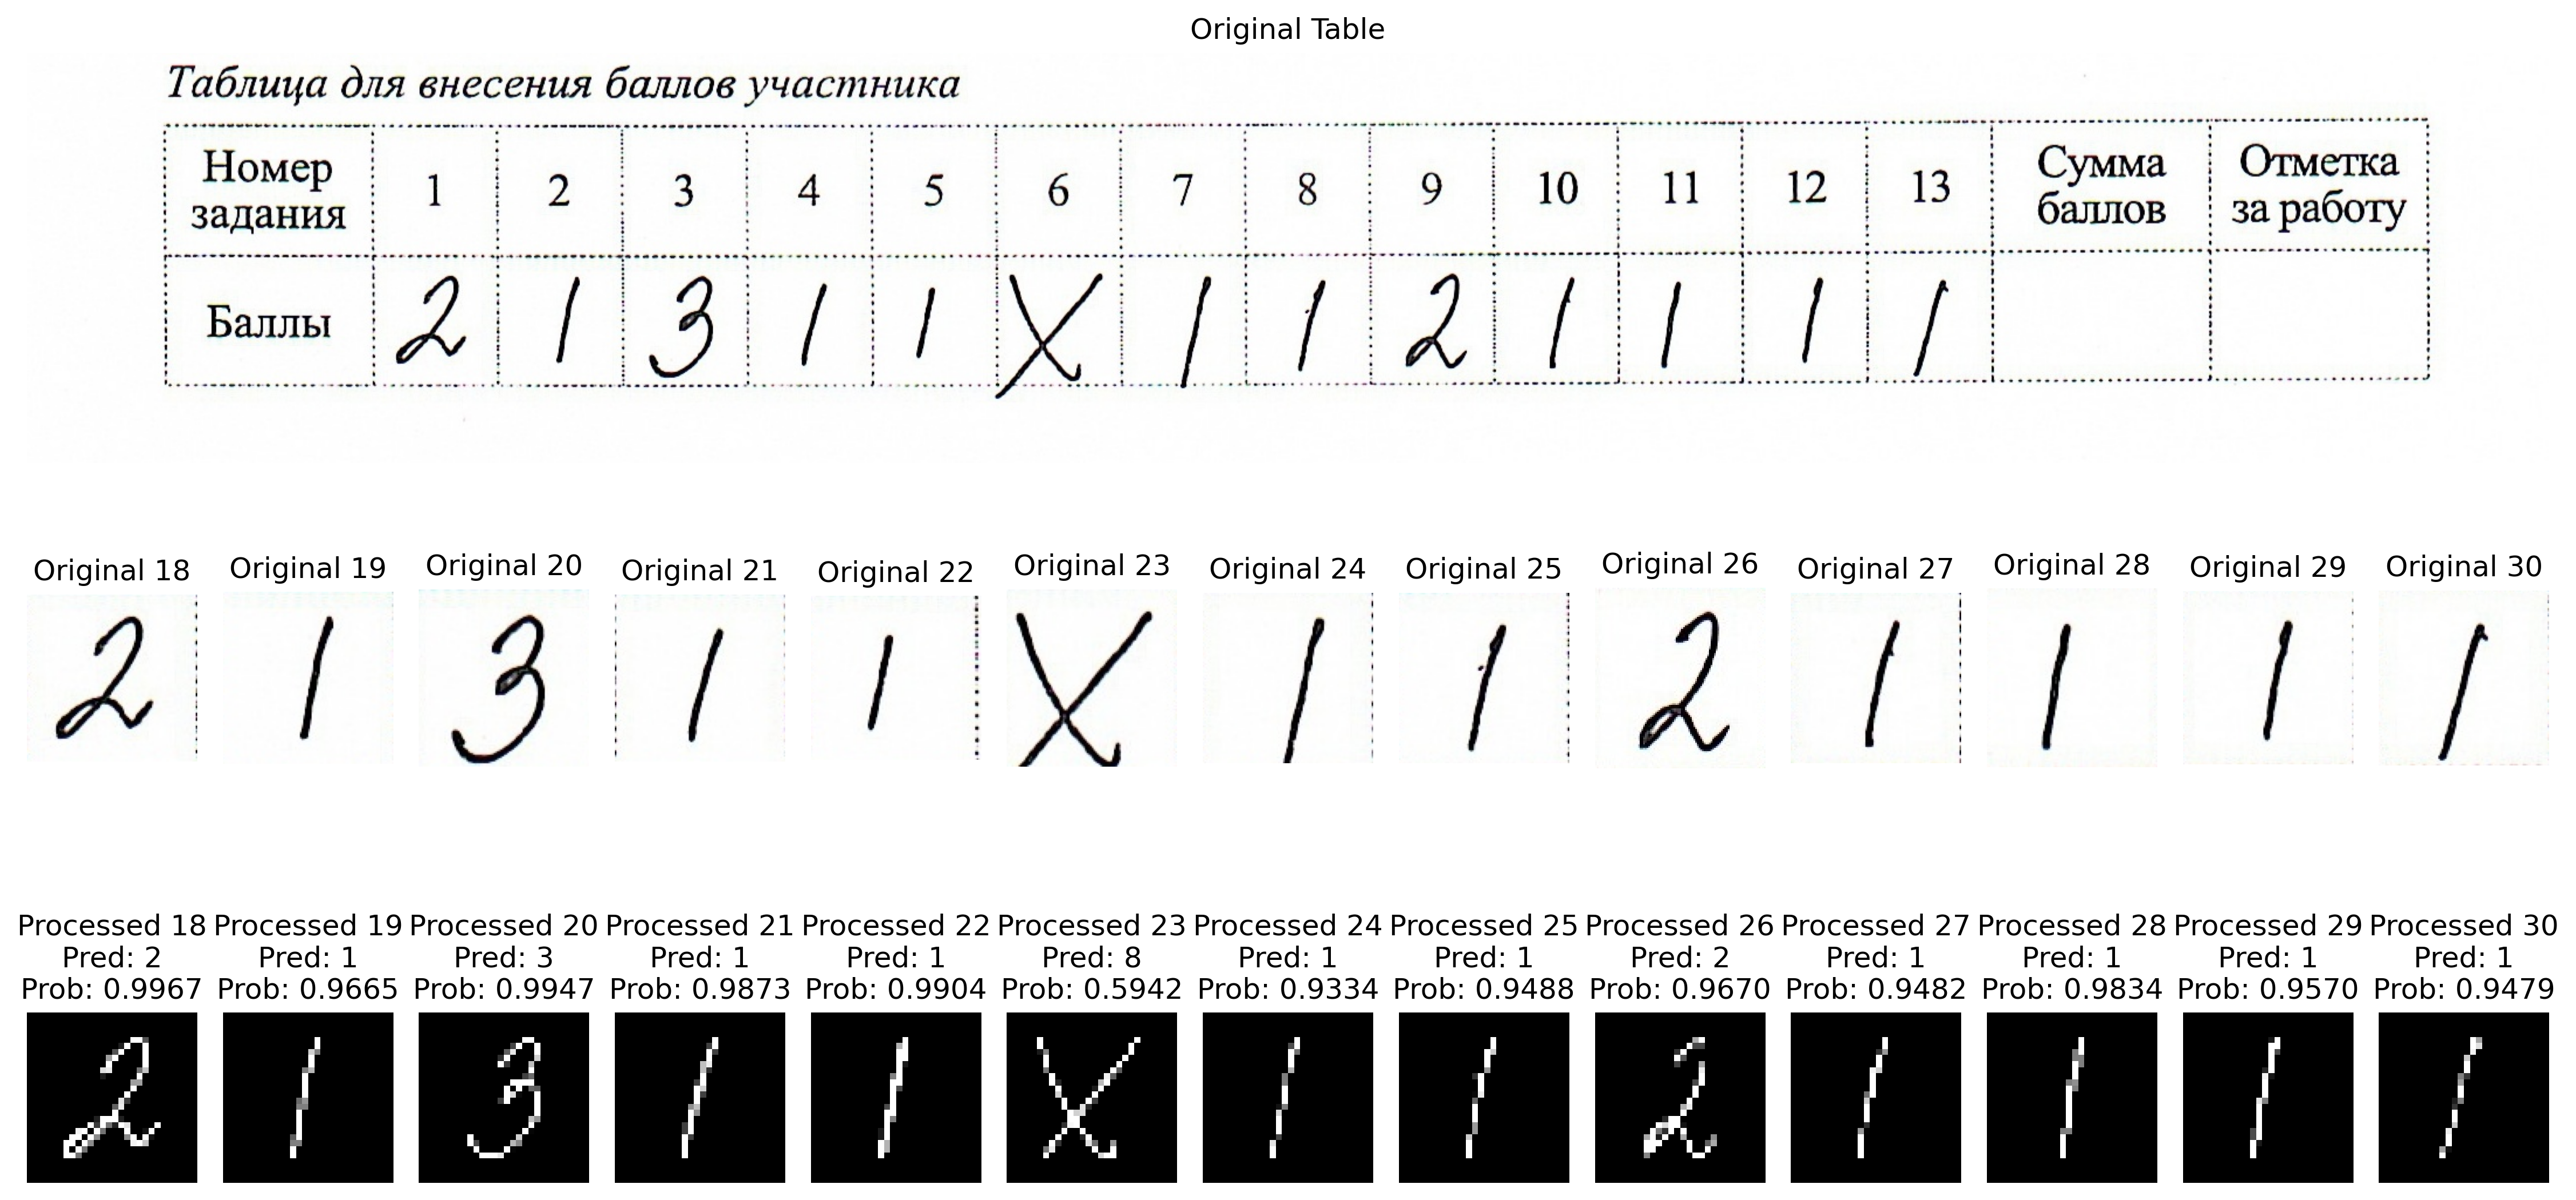 Original Table
Таблица для внесения баллов участника
Номер задания 1 2 3 4 5 6 7 8 9 10 11 12 13 Сумма баллов Отметка за работу
Баллы 2 1 3 1 1 X 1 1 2 1 1 1 1
Original 18 Original 19 Original 20 Original 21 Original 22 Original 23 Original 24 Original 25 Original 26 Original 27 Original 28 Original 29 Original 30
2 1 3 1 1 X 1 1 2 1 1 1 1
Processed 18 Processed 19 Processed 20 Processed 21 Processed 22 Processed 23 Processed 24 Processed 25 Processed 26 Processed 27 Processed 28 Processed 29 Processed 30
Pred: 2 Pred: 1 Pred: 3 Pred: 1 Pred: 1 Pred: 8 Pred: 1 Pred: 1 Pred: 2 Pred: 1 Pred: 1 Pred: 1 Pred: 1
Prob: 0.9967 Prob: 0.9665 Prob: 0.9947 Prob: 0.9873 Prob: 0.9904 Prob: 0.5942 Prob: 0.9334 Prob: 0.9488 Prob: 0.9670 Prob: 0.9482 Prob: 0.9834 Prob: 0.9570 Prob: 0.9479
2 1 3 1 1 X 1 1 2 1 1 1 1